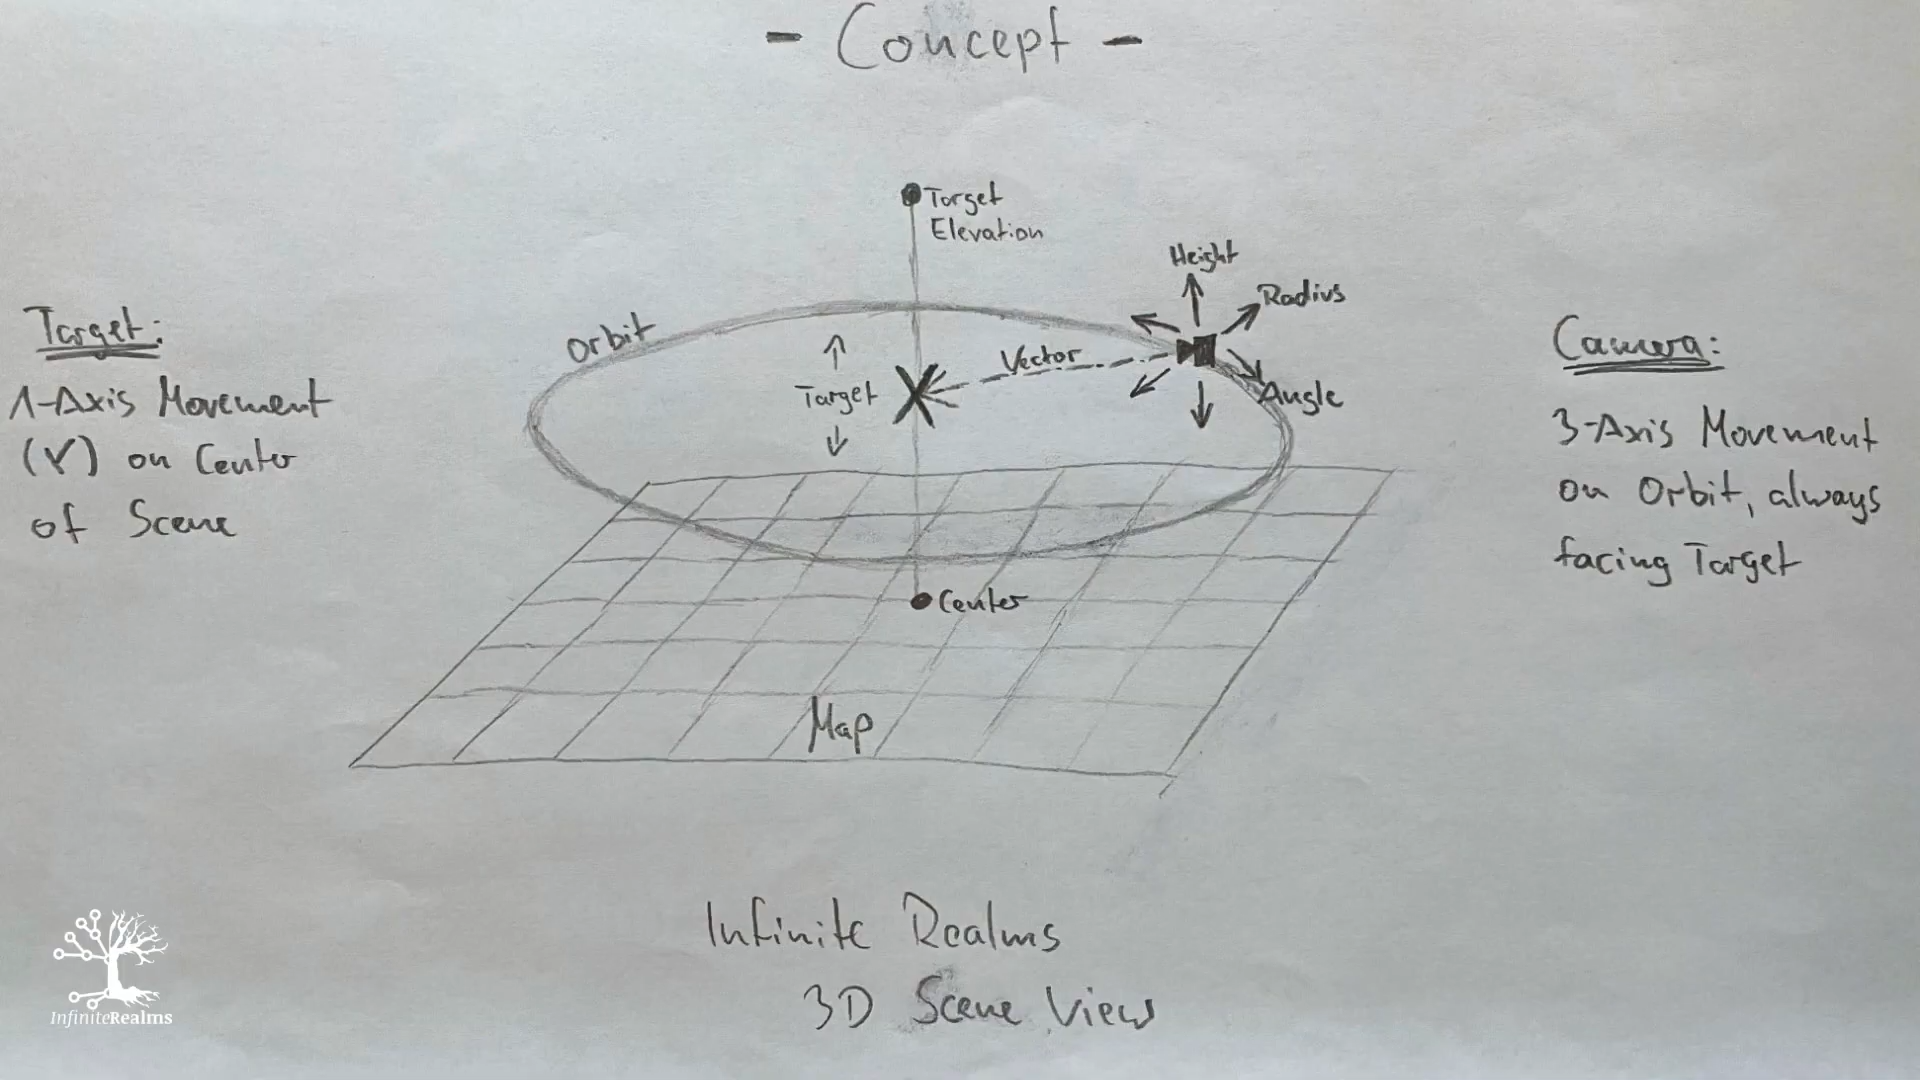 - Concept -
Target
Elevation
Height
Radius
Orbit
Vector
Target
Angle
Target:
1-Axis Movement
(Y) on Center
of Scene
Camera:
3-Axis Movement
on Orbit, always
facing Target
Center
Map
Infinite Realms
3D Scene View
InfiniteRealms